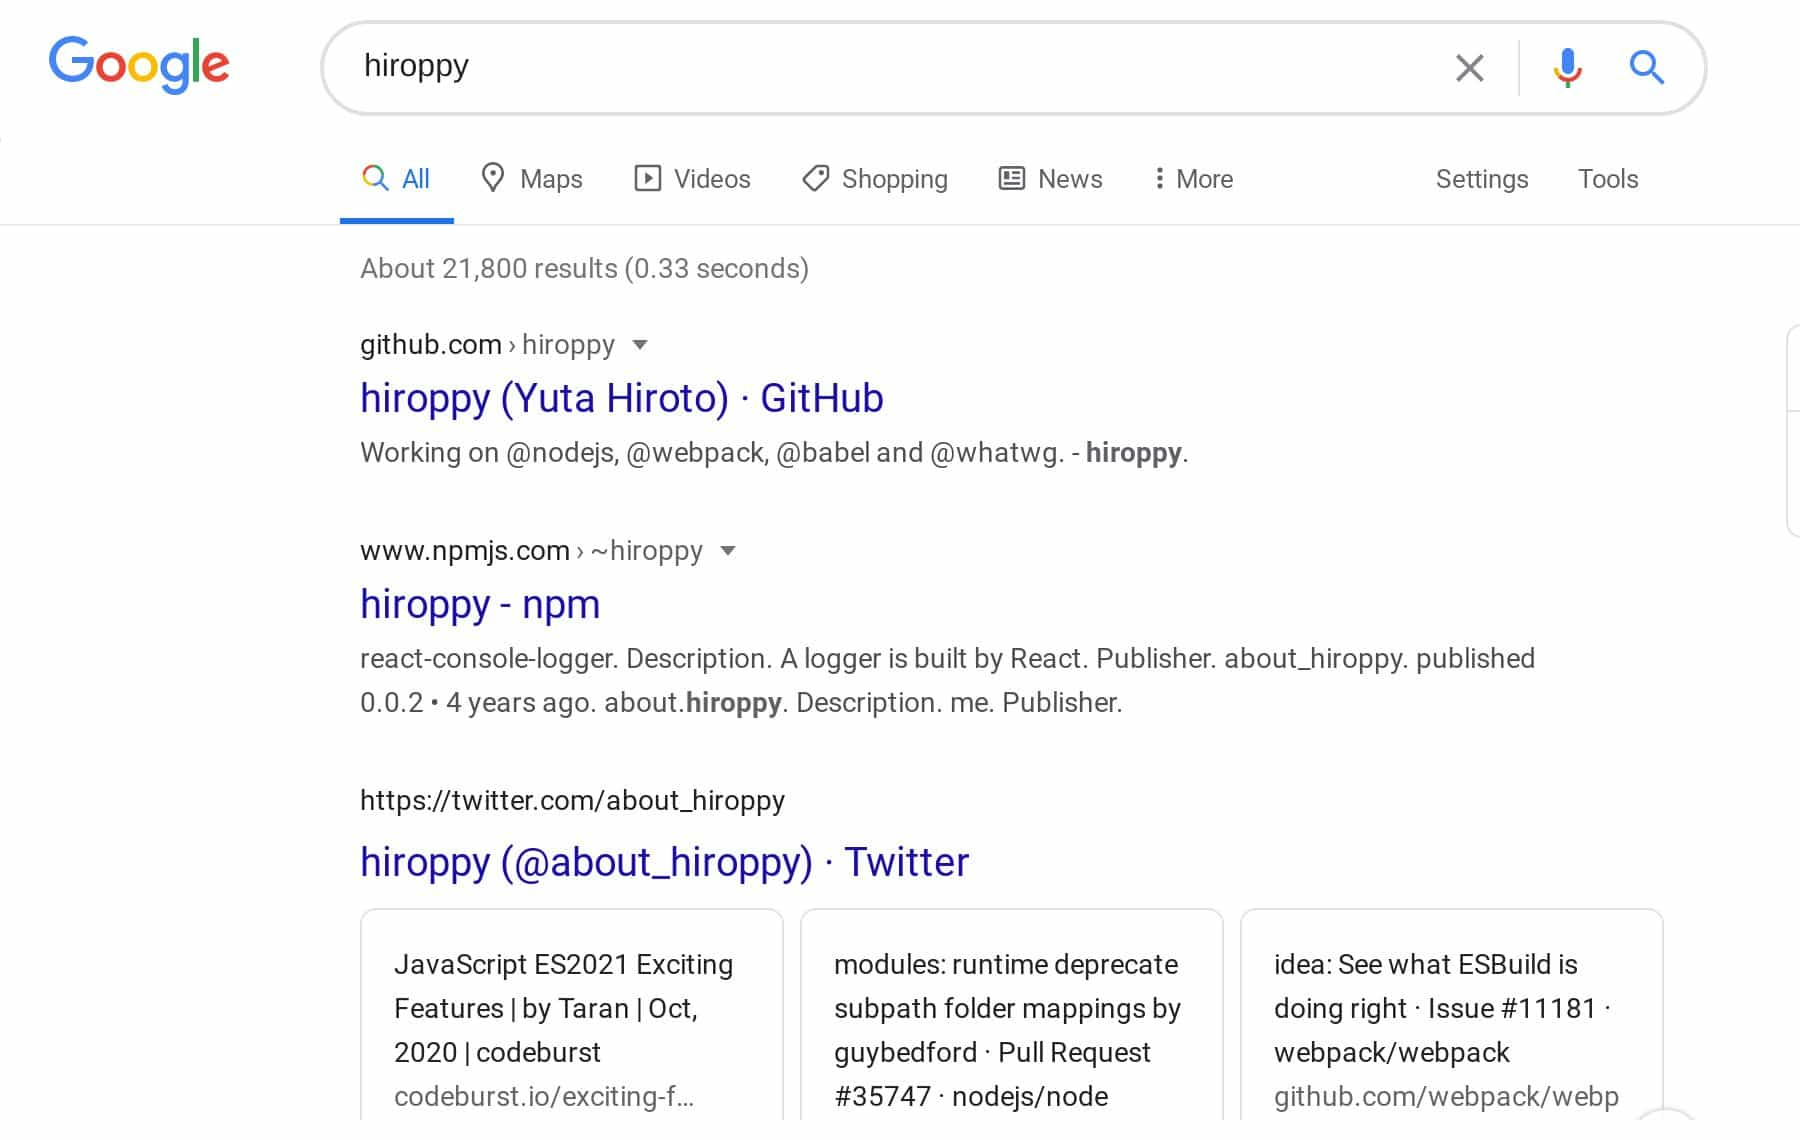 Google
hiroppy
All Maps Videos Shopping News More Settings Tools
About 21,800 results (0.33 seconds)
github.com › hiroppy
hiroppy (Yuta Hiroto) · GitHub
Working on @nodejs, @webpack, @babel and @whatwg. - hiroppy.
www.npmjs.com › ~hiroppy
hiroppy - npm
react-console-logger. Description. A logger is built by React. Publisher. about_hiroppy. published
0.0.2 • 4 years ago. about.hiroppy. Description. me. Publisher.
https://twitter.com/about_hiroppy
hiroppy (@about_hiroppy) · Twitter
JavaScript ES2021 Exciting
Features | by Taran | Oct,
2020 | codeburst
codeburst.io/exciting-f...
modules: runtime deprecate
subpath folder mappings by
guybedford · Pull Request
#35747 · nodejs/node
idea: See what ESBuild is
doing right · Issue #11181 ·
webpack/webpack
github.com/webpack/webp